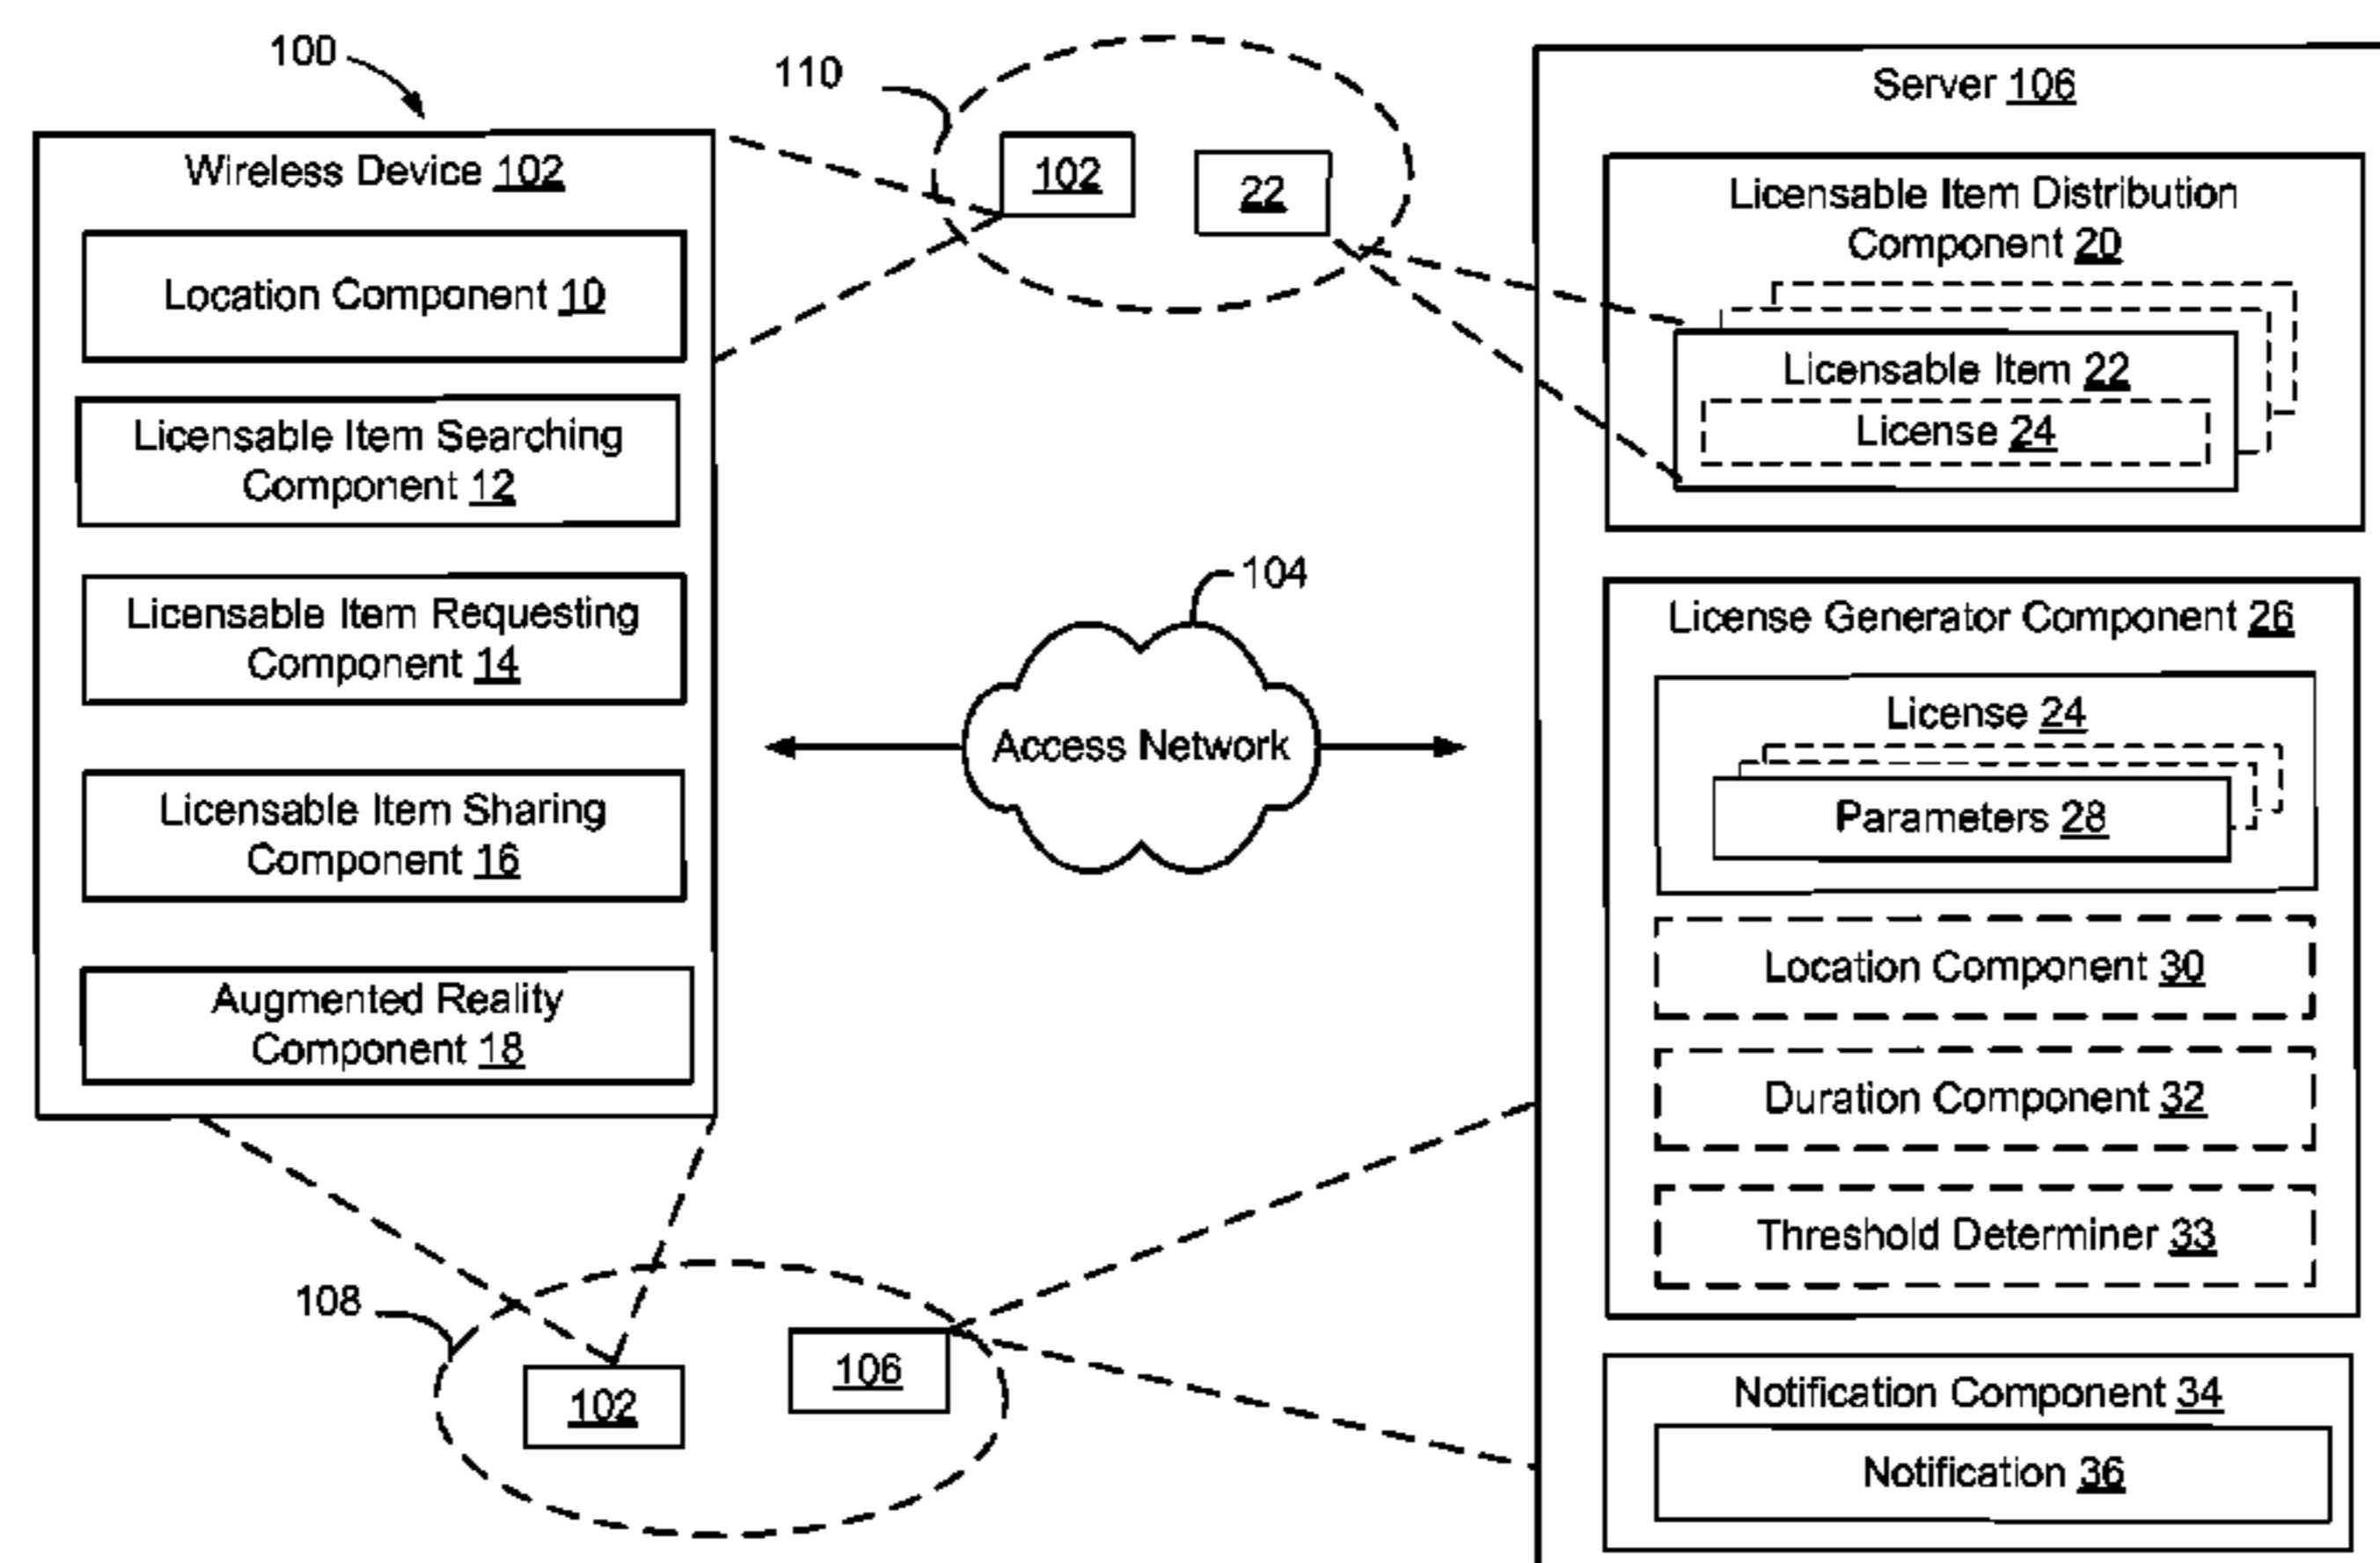 100
Wireless Device 102
Location Component 10
Licensable Item Searching
Component 12
Licensable Item Requesting
Component 14
Licensable Item Sharing
Component 16
Augmented Reality
Component 18
110
102
22
104
Access Network
108
102
106
Server 106
Licensable Item Distribution
Component 20
Licensable Item 22
License 24
License Generator Component 26
License 24
Parameters 28
Location Component 30
Duration Component 32
Threshold Determiner 33
Notification Component 34
Notification 36